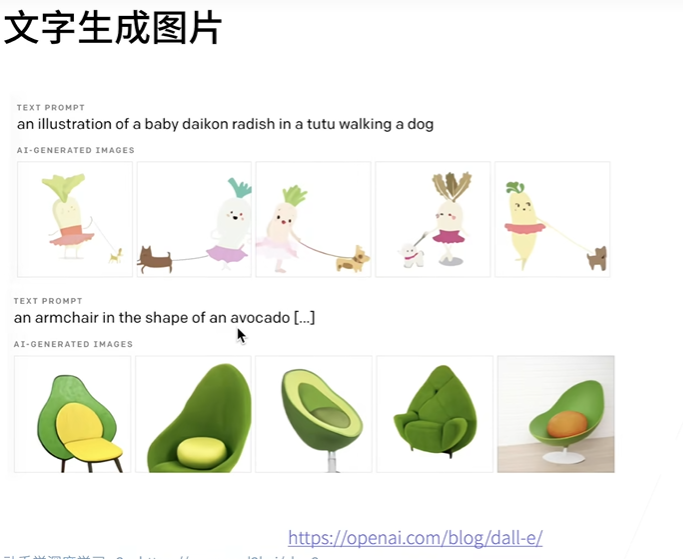 文字生成图片
TEXT PROMPT
an illustration of a baby daikon radish in a tutu walking a dog
AI-GENERATED IMAGES
TEXT PROMPT
an armchair in the shape of an avocado [...]
AI-GENERATED IMAGES
https://openai.com/blog/dall-e/